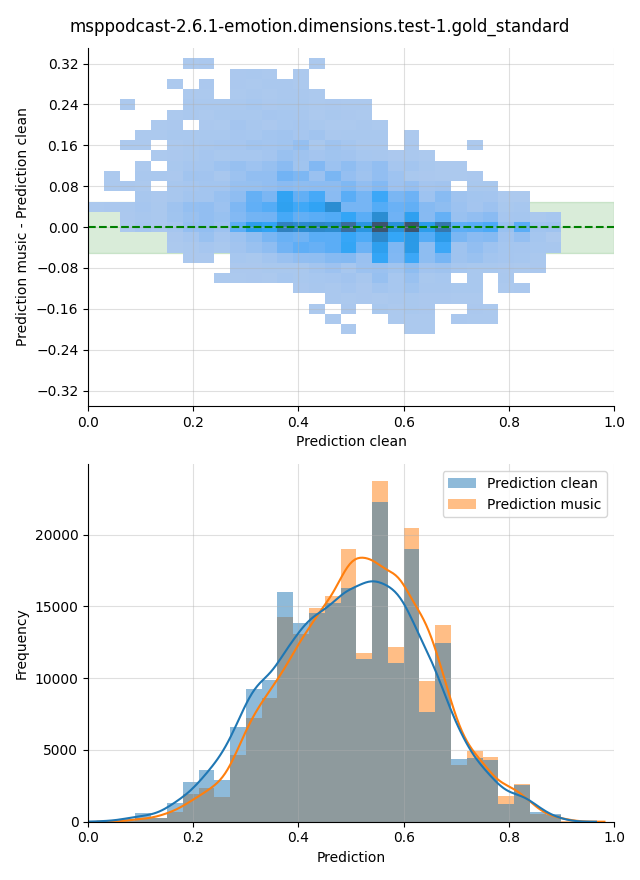 msppodcast-2.6.1-emotion.dimensions.test-1.gold_standard
0.32
0.24
0.16
0.08
0.00
−0.08
−0.16
−0.24
−0.32
Prediction music - Prediction clean
0.0 0.2 0.4 0.6 0.8 1.0
Prediction clean
Prediction clean
Prediction music
20000
15000
10000
5000
0
Frequency
0.0 0.2 0.4 0.6 0.8 1.0
Prediction